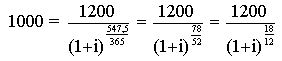 1000 = 1200/(1+i)^(547,5/365) = 1200/(1+i)^(78/52) = 1200/(1+i)^(18/12)